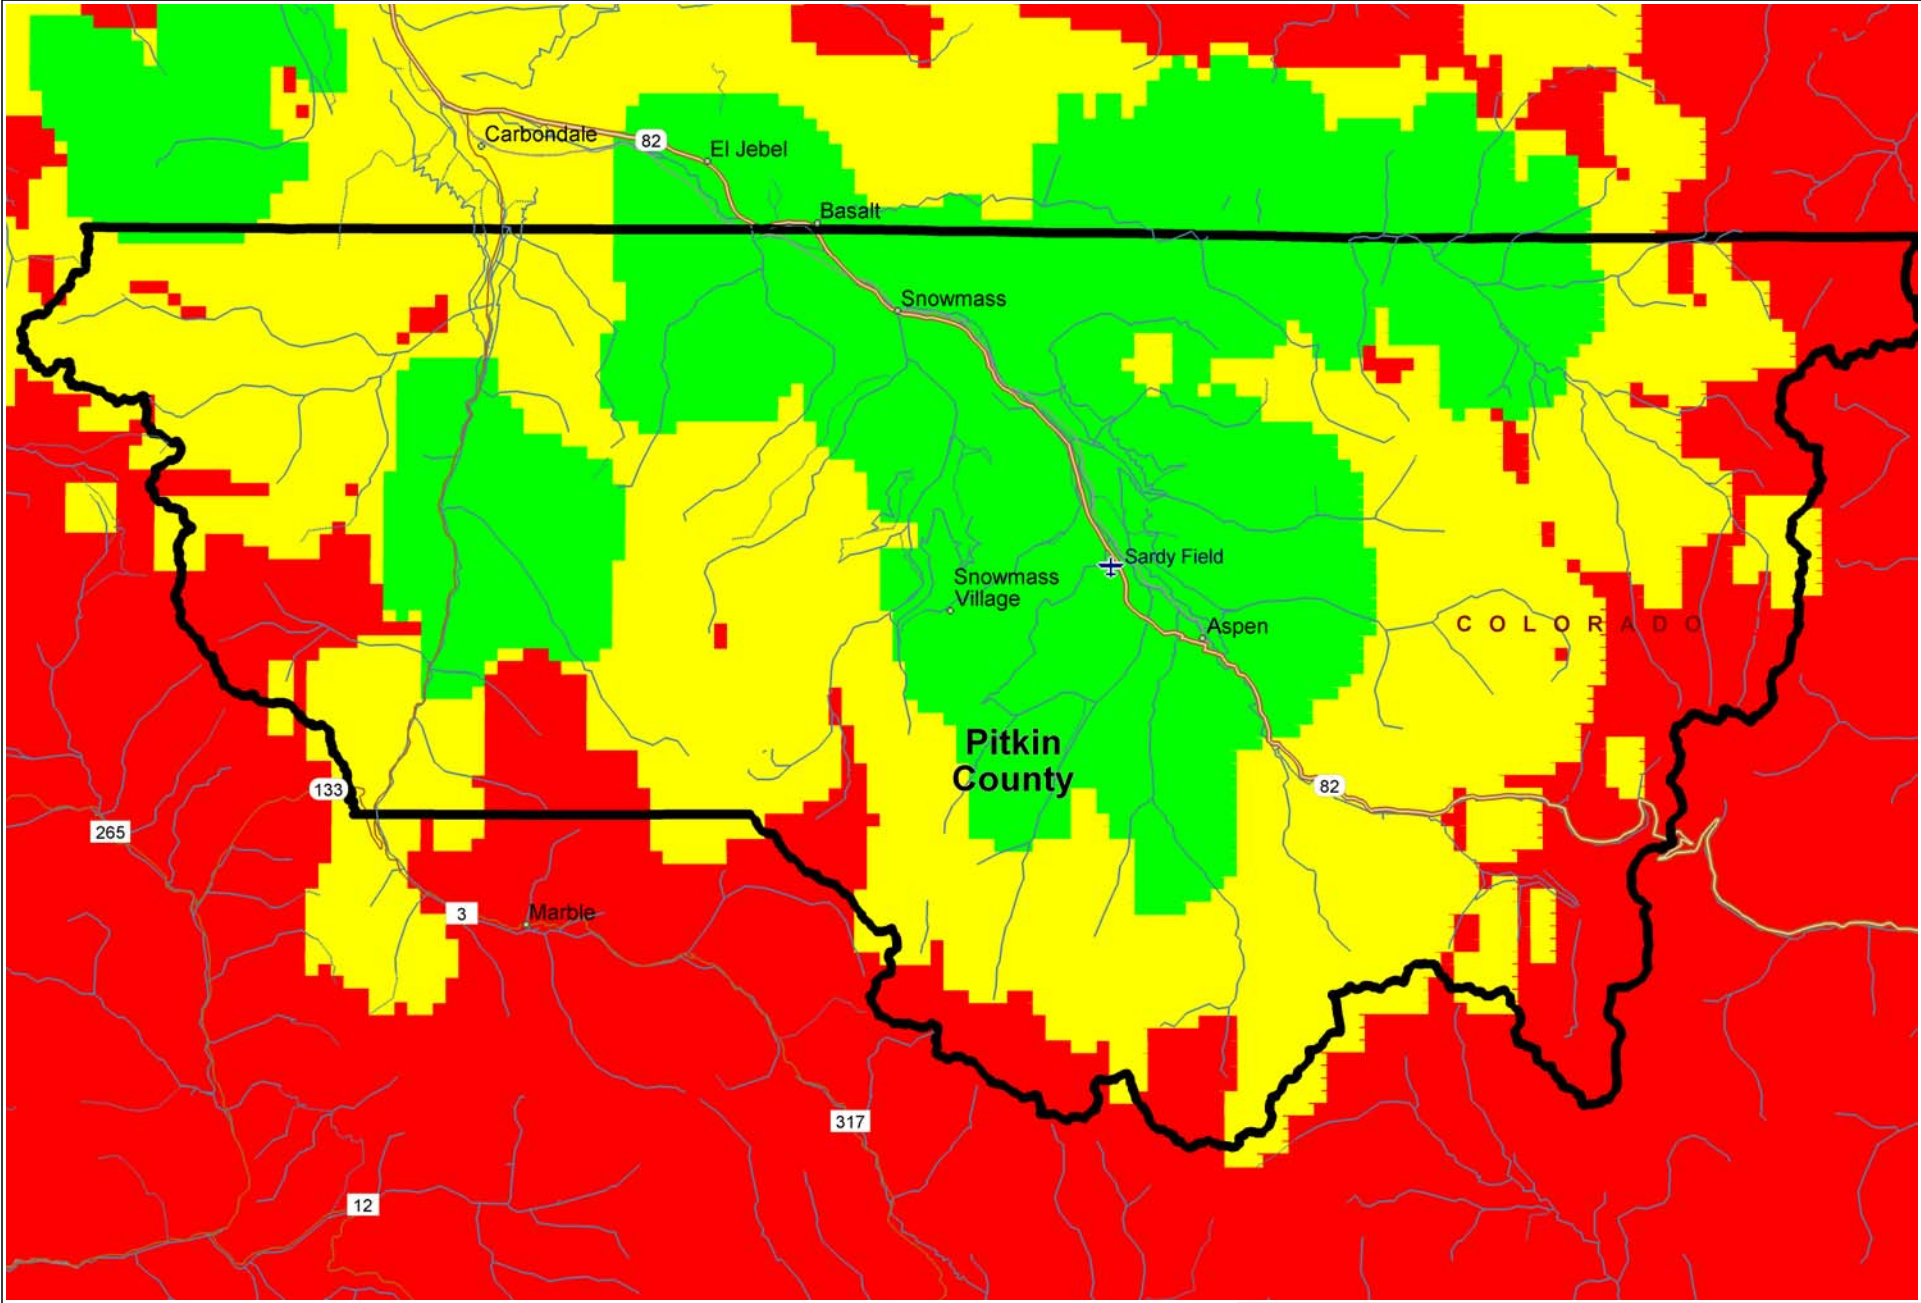 Carbondale
82
El Jebel
Basalt
Snowmass
Sardy Field
Snowmass
Village
Aspen
COLORADO
Pitkin
County
133
82
265
3
Marble
317
12